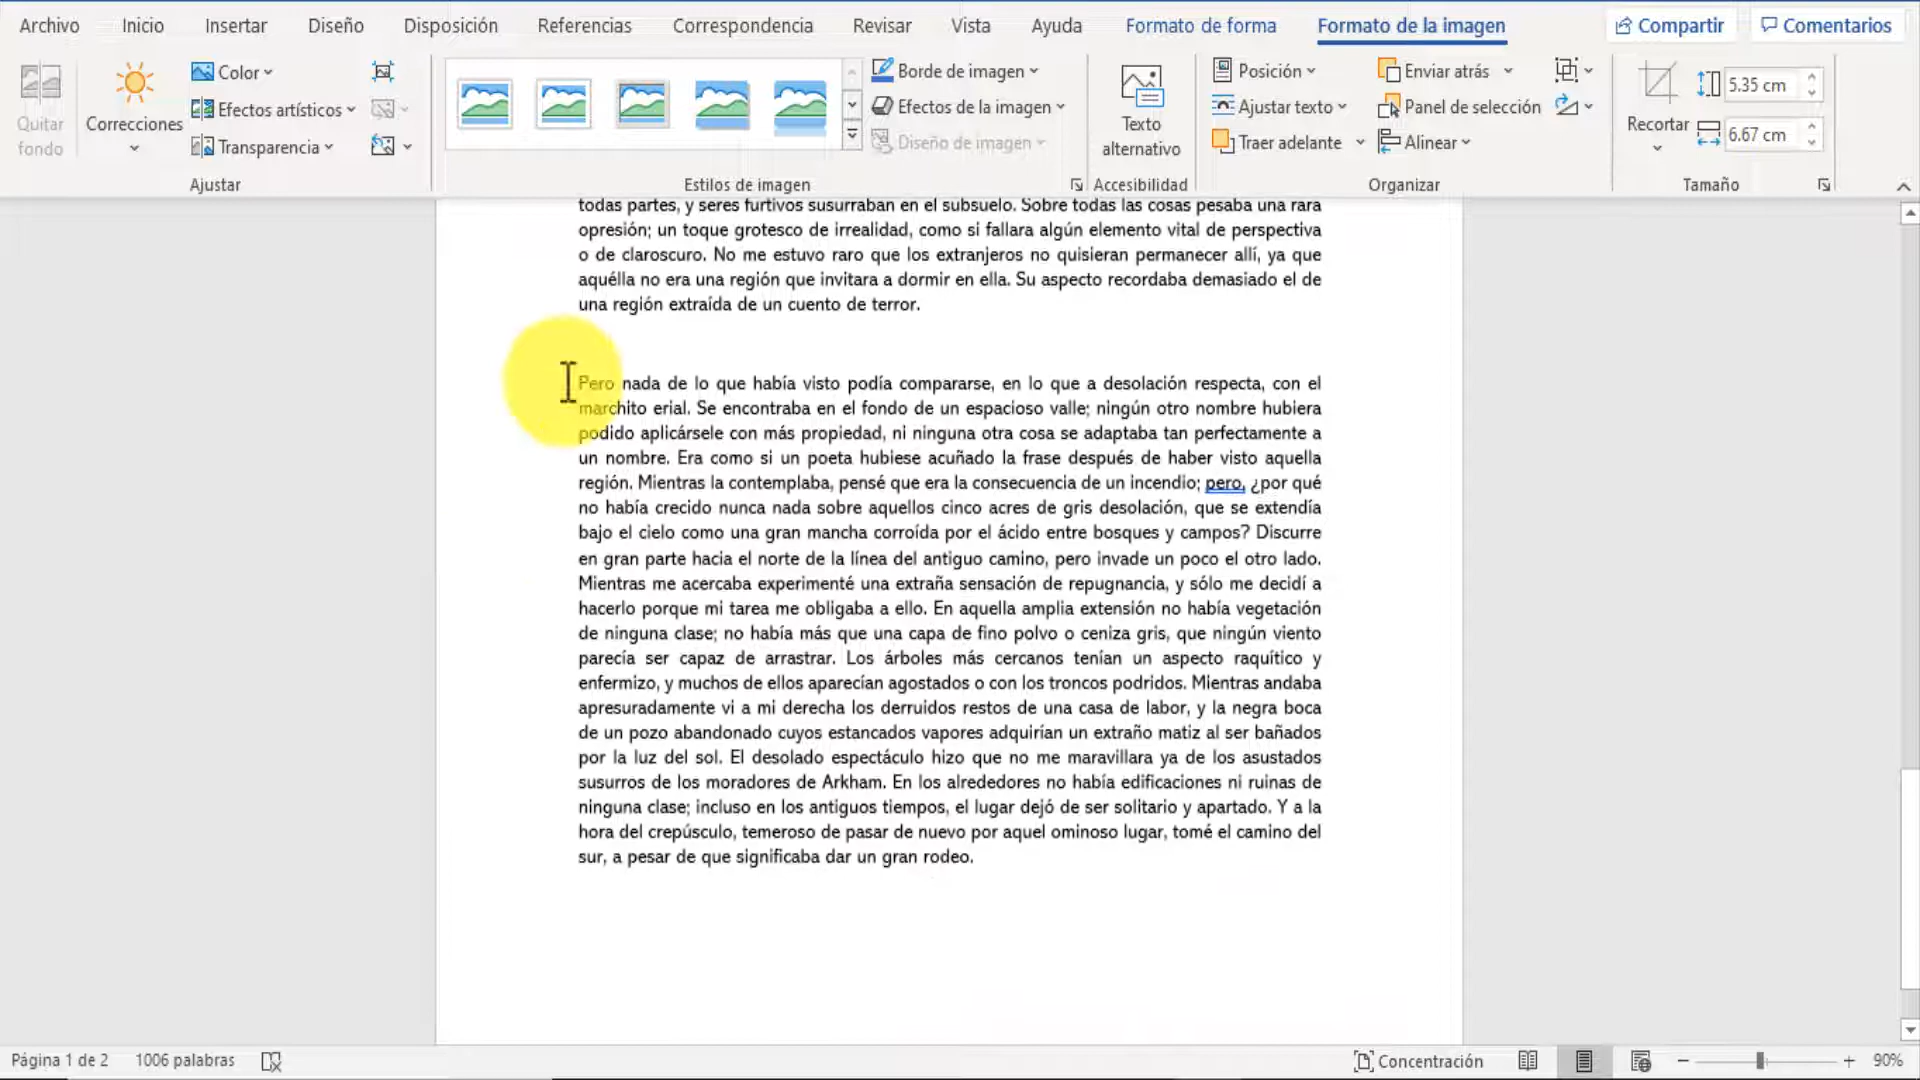 Archivo Inicio Insertar Diseño Disposición Referencias Correspondencia Revisar Vista Ayuda Formato de forma Formato de la imagen Compartir Comentarios
Quitar fondo
Correcciones
Color
Efectos artísticos
Transparencia
Ajustar
Estilos de imagen
Borde de imagen
Efectos de la imagen
Diseño de imagen
Texto alternativo
Accesibilidad
Posición
Ajustar texto
Traer adelante
Enviar atrás
Panel de selección
Alinear
Organizar
Recortar
5.35 cm
6.67 cm
Tamaño
todas partes, y seres furtivos susurraban en el subsuelo. Sobre todas las cosas pesaba una rara
opresión; un toque grotesco de irrealidad, como si fallara algún elemento vital de perspectiva
o de claroscuro. No me estuvo raro que los extranjeros no quisieran permanecer allí, ya que
aquélla no era una región que invitara a dormir en ella. Su aspecto recordaba demasiado el de
una región extraída de un cuento de terror.
Pero nada de lo que había visto podía compararse, en lo que a desolación respecta, con el
marchito erial. Se encontraba en el fondo de un espacioso valle; ningún otro nombre hubiera
podido aplicársele con más propiedad, ni ninguna otra cosa se adaptaba tan perfectamente a
un nombre. Era como si un poeta hubiese acuñado la frase después de haber visto aquella
región. Mientras la contemplaba, pensé que era la consecuencia de un incendio; pero, ¿por qué
no había crecido nunca nada sobre aquellos cinco acres de gris desolación, que se extendía
bajo el cielo como una gran mancha corroída por el ácido entre bosques y campos? Discurre
en gran parte hacia el norte de la línea del antiguo camino, pero invade un poco el otro lado.
Mientras me acercaba experimenté una extraña sensación de repugnancia, y sólo me decidí a
hacerlo porque mi tarea me obligaba a ello. En aquella amplia extensión no había vegetación
de ninguna clase; no había más que una capa de fino polvo o ceniza gris, que ningún viento
parecía ser capaz de arrastrar. Los árboles más cercanos tenían un aspecto raquítico y
enfermizo, y muchos de ellos aparecían agostados o con los troncos podridos. Mientras andaba
apresuradamente vi a mi derecha los derruidos restos de una casa de labor, y la negra boca
de un pozo abandonado cuyos estancados vapores adquirían un extraño matiz al ser bañados
por la luz del sol. El desolado espectáculo hizo que no me maravillara ya de los asustados
susurros de los moradores de Arkham. En los alrededores no había edificaciones ni ruinas de
ninguna clase; incluso en los antiguos tiempos, el lugar dejó de ser solitario y apartado. Y a la
hora del crepúsculo, temeroso de pasar de nuevo por aquel ominoso lugar, tomé el camino del
sur, a pesar de que significaba dar un gran rodeo.
Página 1 de 2 1006 palabras Concentración 90%